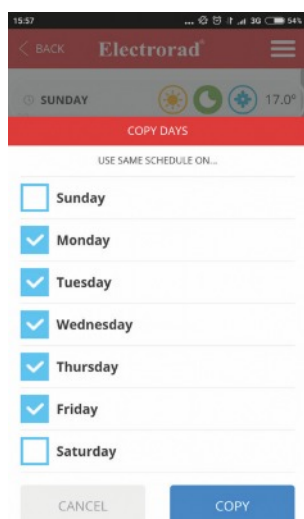 15:57 ... 3G 54%
BACK Electrorad®
SUNDAY 17.0°
COPY DAYS
USE SAME SCHEDULE ON...
Sunday
Monday
Tuesday
Wednesday
Thursday
Friday
Saturday
CANCEL COPY